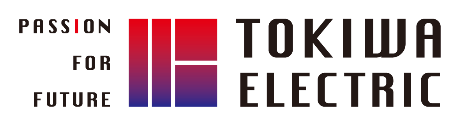 PASSION
FOR
FUTURE
TOKIWA
ELECTRIC